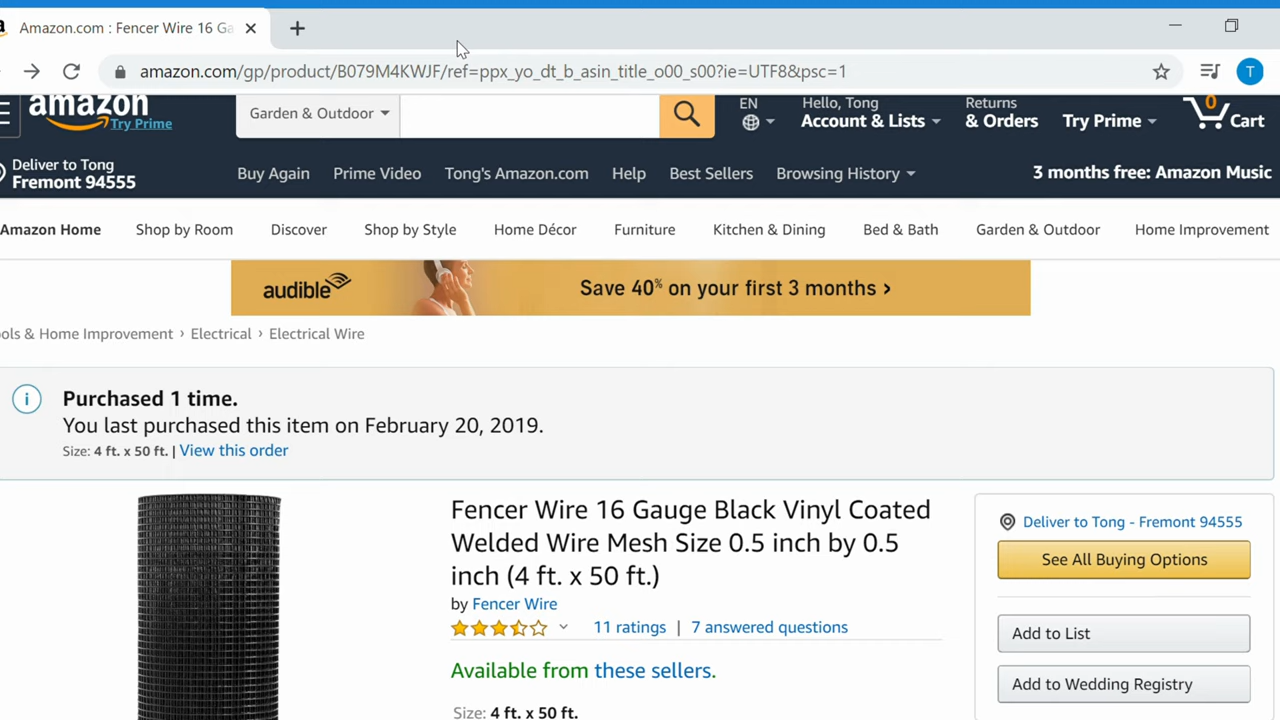 Amazon.com : Fencer Wire 16 Ga
amazon.com/gp/product/B079M4KWJF/ref=ppx_yo_dt_b_asin_title_o00_s00?ie=UTF8&psc=1
T
amazon
Try Prime
Garden & Outdoor
EN
Hello, Tong
Account & Lists
Returns
& Orders
Try Prime
0
Cart
Deliver to Tong
Fremont 94555
Buy Again
Prime Video
Tong's Amazon.com
Help
Best Sellers
Browsing History
3 months free: Amazon Music
Amazon Home
Shop by Room
Discover
Shop by Style
Home Décor
Furniture
Kitchen & Dining
Bed & Bath
Garden & Outdoor
Home Improvement
audible
Save 40% on your first 3 months ›
ols & Home Improvement › Electrical › Electrical Wire
Purchased 1 time.
You last purchased this item on February 20, 2019.
Size: 4 ft. x 50 ft. | View this order
Fencer Wire 16 Gauge Black Vinyl Coated
Welded Wire Mesh Size 0.5 inch by 0.5
inch (4 ft. x 50 ft.)
by Fencer Wire
11 ratings | 7 answered questions
Available from these sellers.
Size: 4 ft. x 50 ft.
Deliver to Tong - Fremont 94555
See All Buying Options
Add to List
Add to Wedding Registry